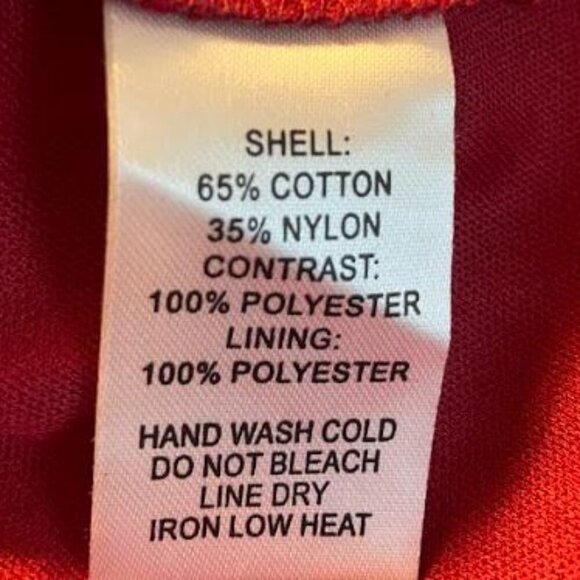 SHELL:
65% COTTON
35% NYLON
CONTRAST:
100% POLYESTER
LINING:
100% POLYESTER
HAND WASH COLD
DO NOT BLEACH
LINE DRY
IRON LOW HEAT